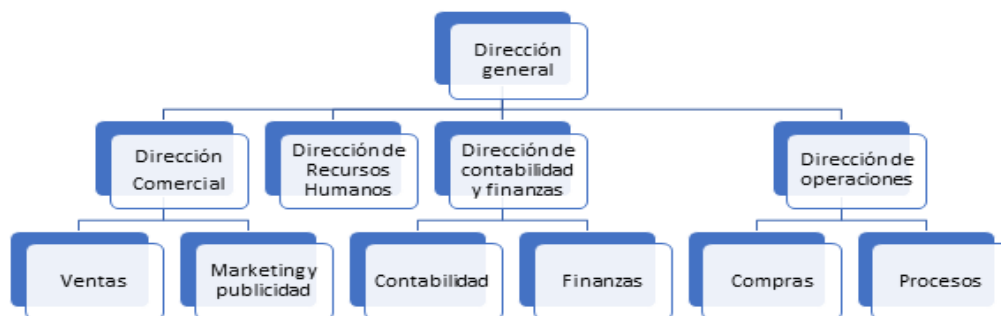 Dirección
general
Dirección
Comercial
Dirección de
Recursos
Humanos
Dirección de
contabilidad
y finanzas
Dirección de
operaciones
Ventas
Marketing y
publicidad
Contabilidad
Finanzas
Compras
Procesos